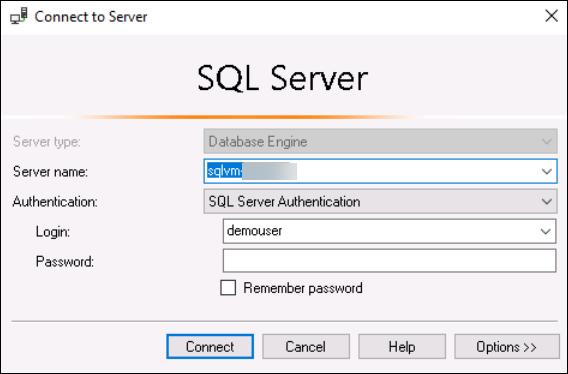 Connect to Server
SQL Server
Server type: Database Engine
Server name: sqlvm-
Authentication: SQL Server Authentication
Login: demouser
Password:
Remember password
Connect Cancel Help Options >>